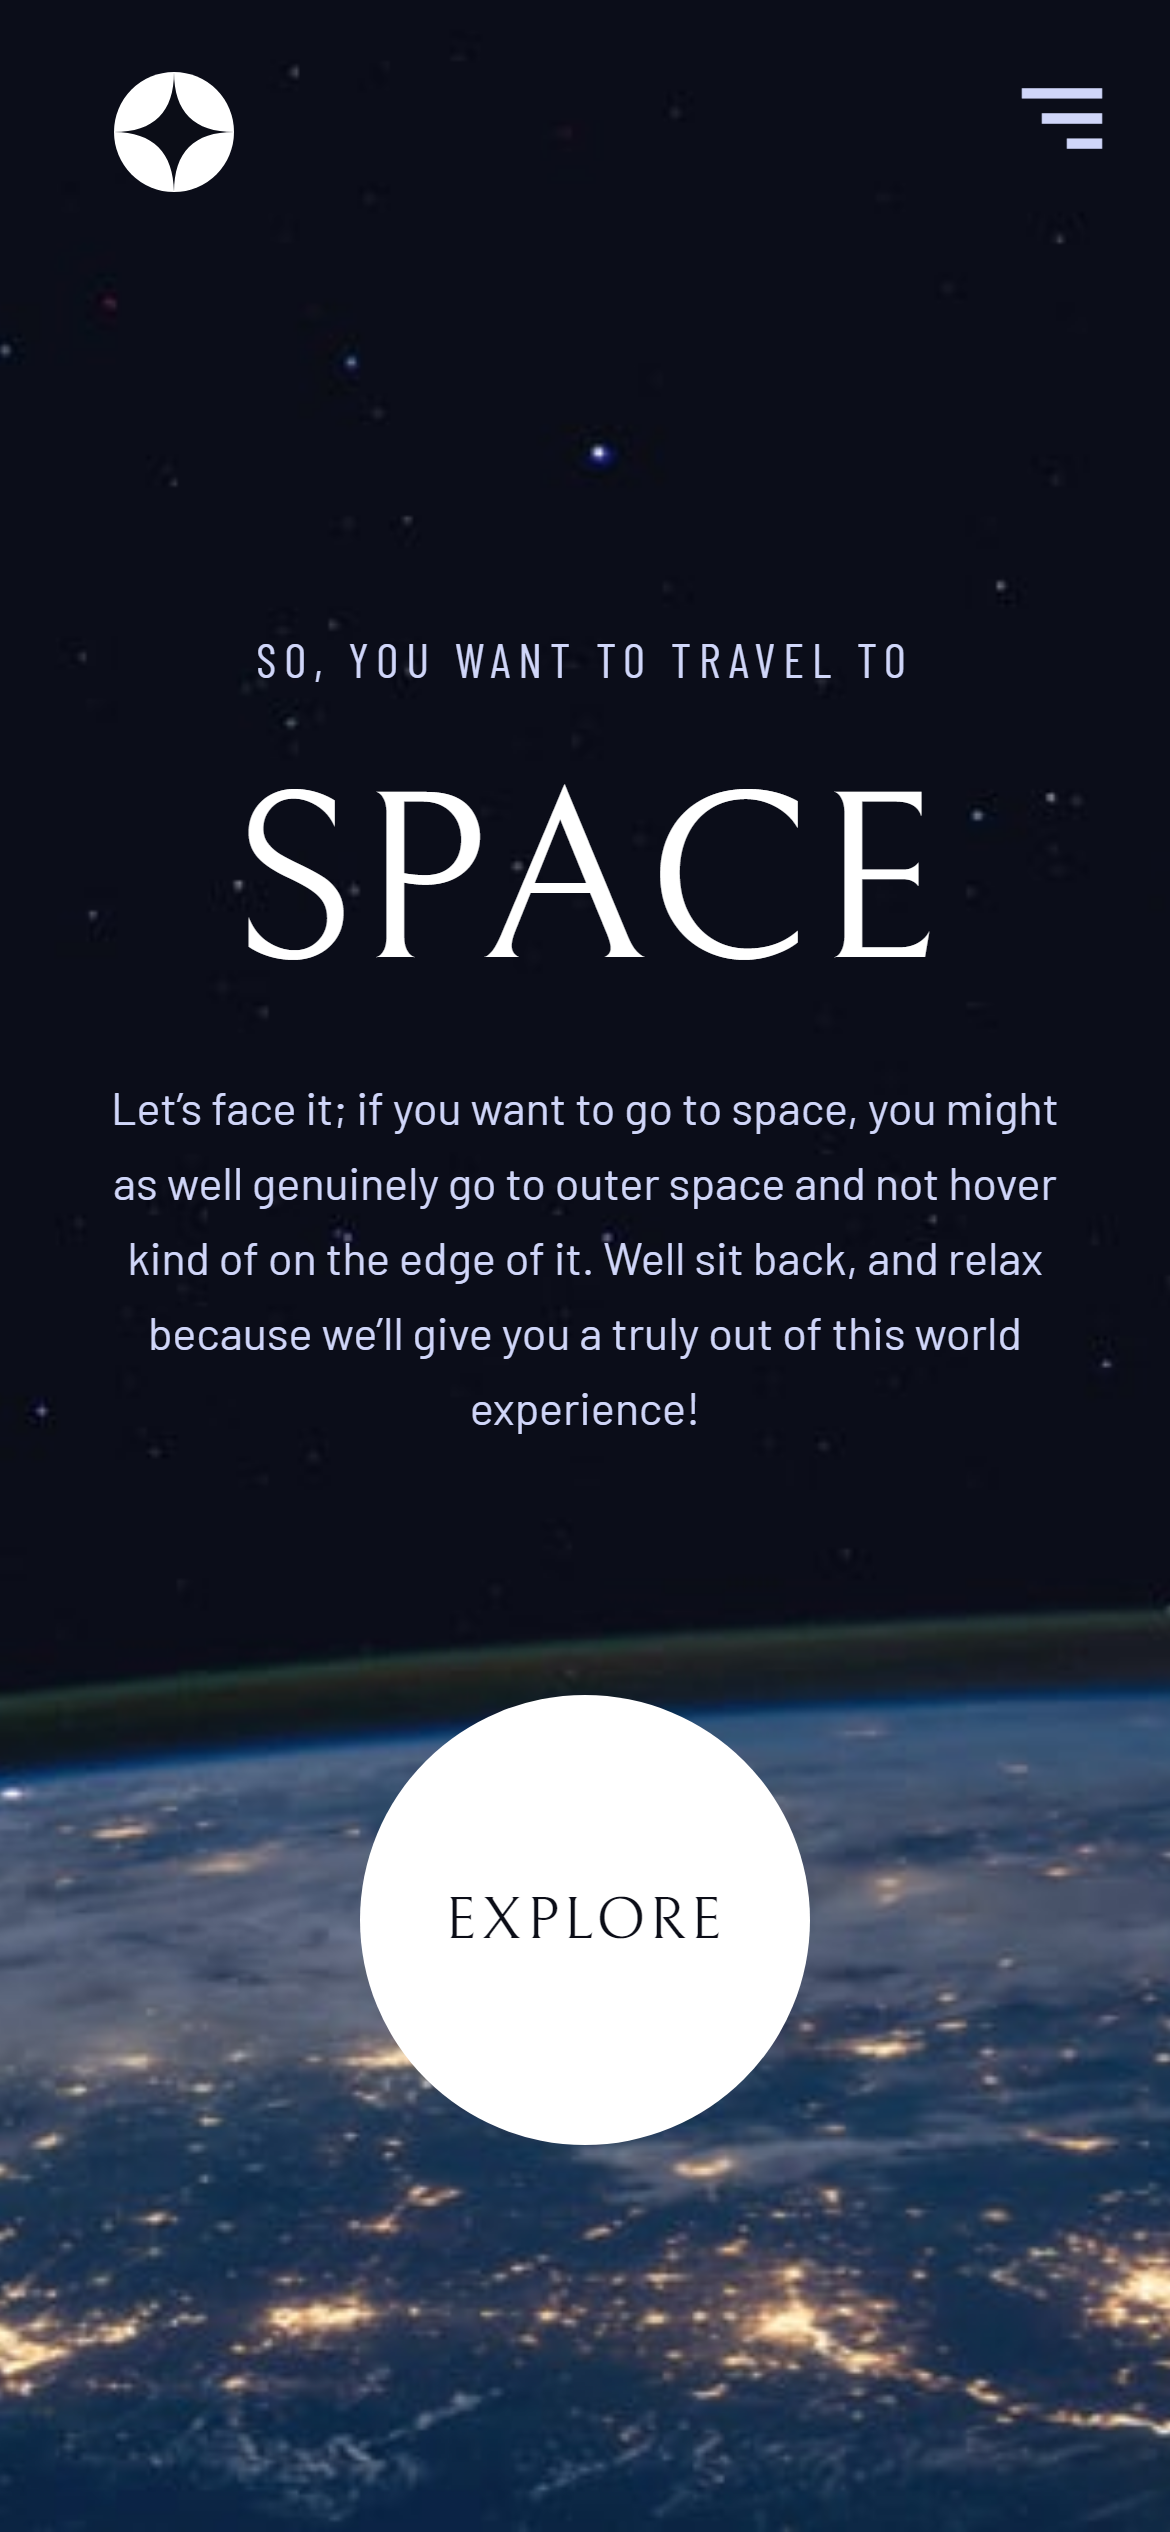 SO, YOU WANT TO TRAVEL TO
SPACE
Let’s face it; if you want to go to space, you might
as well genuinely go to outer space and not hover
kind of on the edge of it. Well sit back, and relax
because we’ll give you a truly out of this world
experience!
EXPLORE